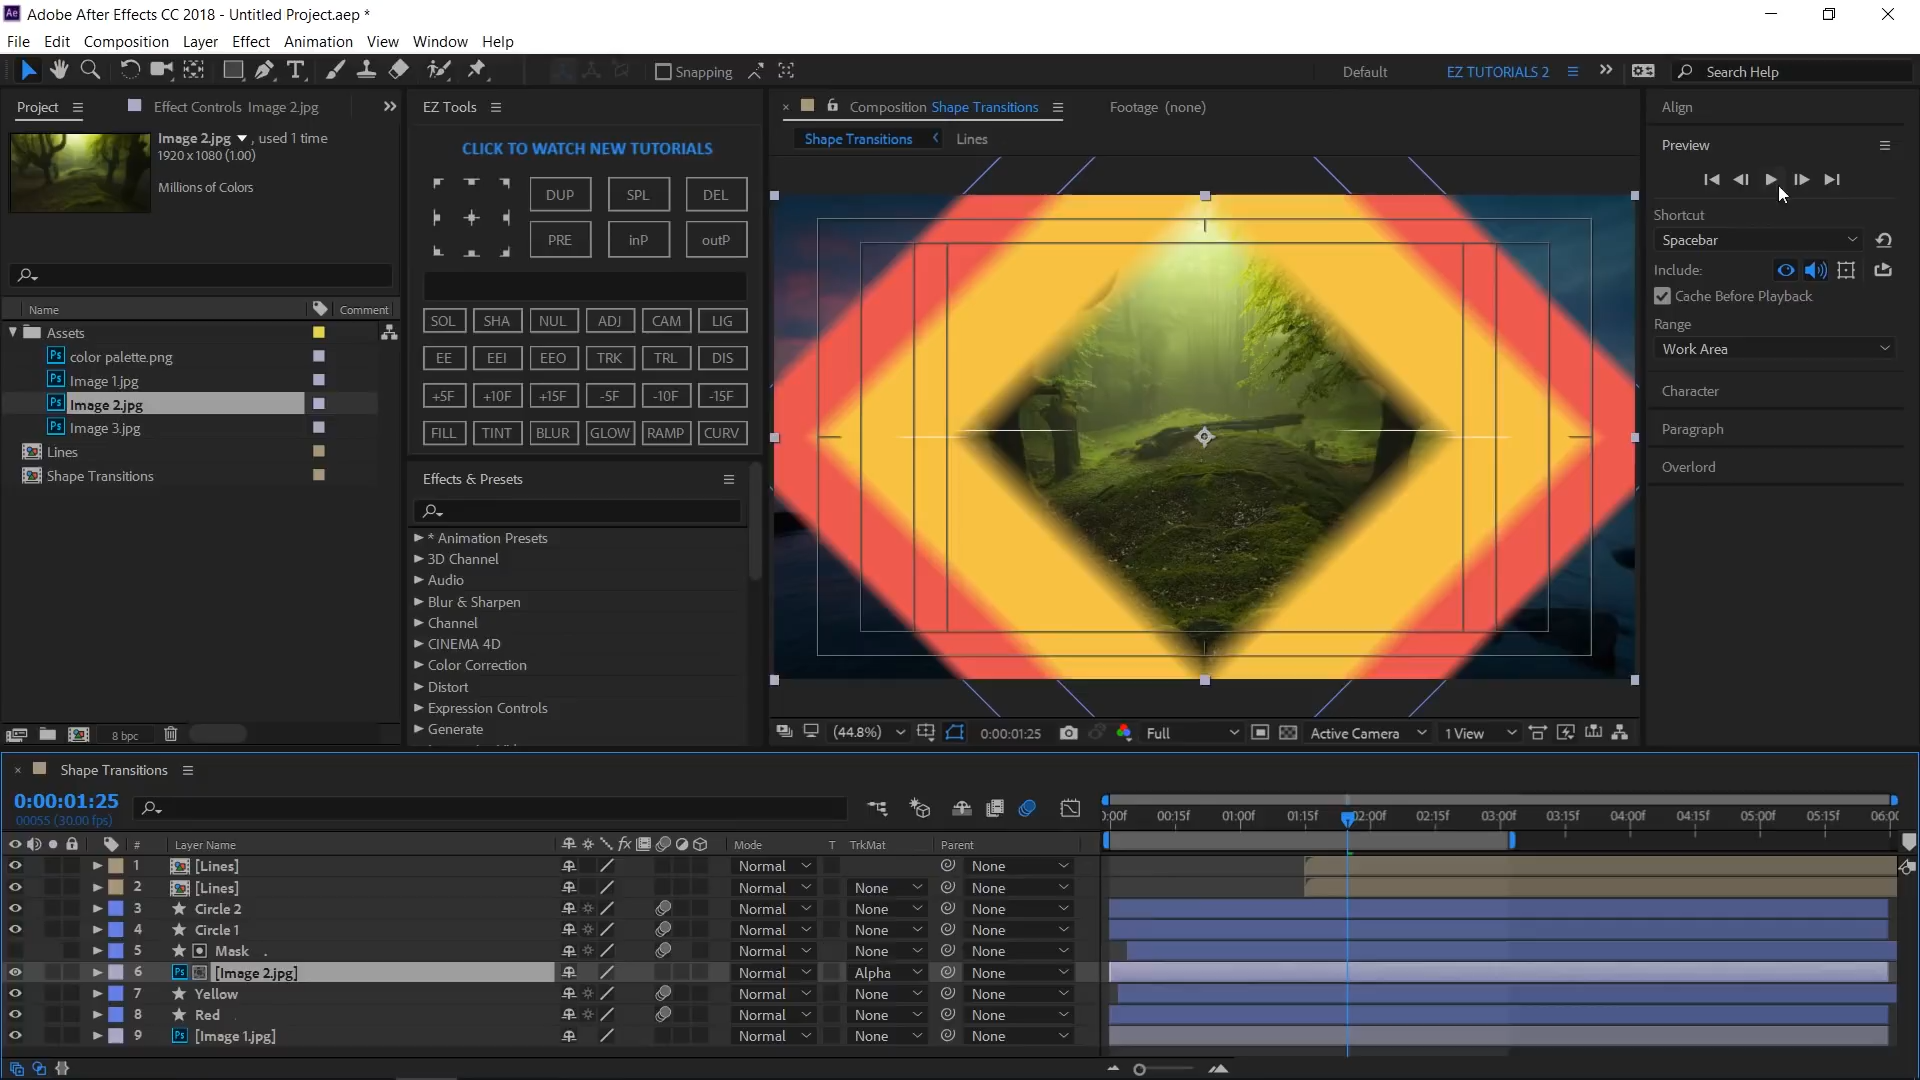 Ae Adobe After Effects CC 2018 - Untitled Project.aep *
File Edit Composition Layer Effect Animation View Window Help
Snapping Default EZ TUTORIALS 2 Search Help
Project Effect Controls Image 2.jpg
Image 2.jpg , used 1 time
1920 x 1080 (1.00)
Millions of Colors
Name Comment
Assets
Ps color palette.png
Ps Image 1.jpg
Ps Image 2.jpg
Ps Image 3.jpg
Lines
Shape Transitions
8 bpc
EZ Tools
CLICK TO WATCH NEW TUTORIALS
DUP SPL DEL
PRE inP outP
SOL SHA NUL ADJ CAM LIG
EE EEI EEO TRK TRL DIS
+5F +10F +15F -5F -10F -15F
FILL TINT BLUR GLOW RAMP CURV
Effects & Presets
* Animation Presets
3D Channel
Audio
Blur & Sharpen
Channel
CINEMA 4D
Color Correction
Distort
Expression Controls
Generate
Composition Shape Transitions Footage (none)
Shape Transitions Lines
(44.8%) 0:00:01:25 Full Active Camera 1 View
Align
Preview
Shortcut
Spacebar
Include:
Cache Before Playback
Range
Work Area
Character
Paragraph
Overlord
Shape Transitions
0:00:01:25
00055 (30.00 fps)
:00f 00:15f 01:00f 01:15f 02:00f 02:15f 03:00f 03:15f 04:00f 04:15f 05:00f 05:15f 06:00
# Layer Name fx Mode T TrkMat Parent
1 [Lines] Normal None
2 [Lines] Normal None None
3 Circle 2 Normal None None
4 Circle 1 Normal None None
5 Mask . Normal None None
6 Ps [Image 2.jpg] Normal Alpha None
7 Yellow Normal None None
8 Red Normal None None
9 Ps [Image 1.jpg] Normal None None